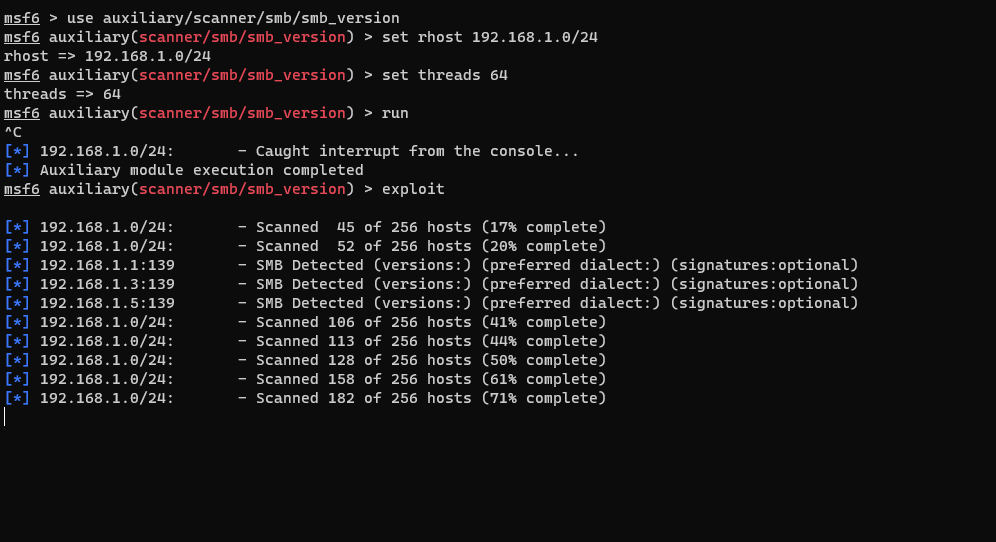 msf6 > use auxiliary/scanner/smb/smb_version
msf6 auxiliary(scanner/smb/smb_version) > set rhost 192.168.1.0/24
rhost => 192.168.1.0/24
msf6 auxiliary(scanner/smb/smb_version) > set threads 64
threads => 64
msf6 auxiliary(scanner/smb/smb_version) > run
^C
[*] 192.168.1.0/24:       - Caught interrupt from the console...
[*] Auxiliary module execution completed
msf6 auxiliary(scanner/smb/smb_version) > exploit
[*] 192.168.1.0/24:       - Scanned  45 of 256 hosts (17% complete)
[*] 192.168.1.0/24:       - Scanned  52 of 256 hosts (20% complete)
[*] 192.168.1.1:139       - SMB Detected (versions:) (preferred dialect:) (signatures:optional)
[*] 192.168.1.3:139       - SMB Detected (versions:) (preferred dialect:) (signatures:optional)
[*] 192.168.1.5:139       - SMB Detected (versions:) (preferred dialect:) (signatures:optional)
[*] 192.168.1.0/24:       - Scanned 106 of 256 hosts (41% complete)
[*] 192.168.1.0/24:       - Scanned 113 of 256 hosts (44% complete)
[*] 192.168.1.0/24:       - Scanned 128 of 256 hosts (50% complete)
[*] 192.168.1.0/24:       - Scanned 158 of 256 hosts (61% complete)
[*] 192.168.1.0/24:       - Scanned 182 of 256 hosts (71% complete)